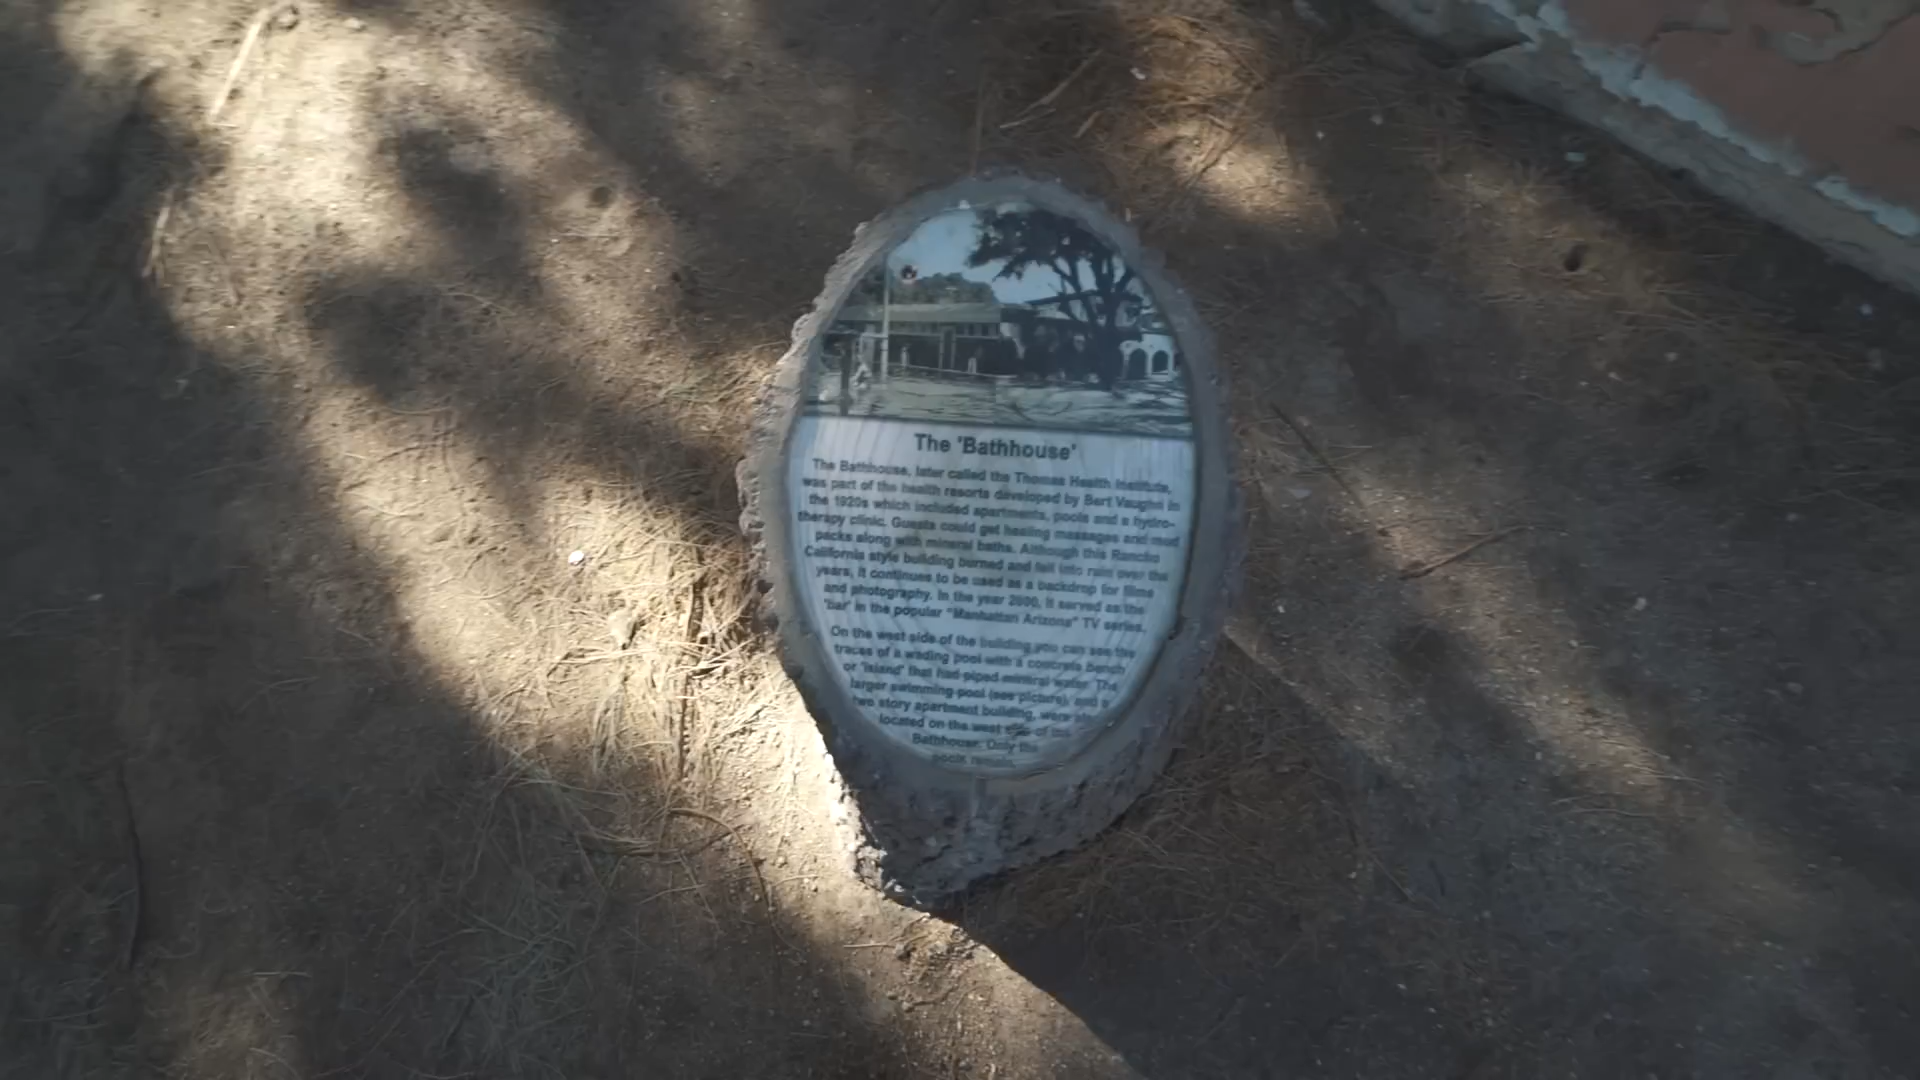 The 'Bathhouse'
The Bathhouse, later called the Thomas Health Institute,
was part of the health resorts developed by Bert Vaughn in
the 1920s which included apartments, pools and a hydro-
therapy clinic. Guests could get healing massages and mud
packs along with mineral baths. Although this Rancho
California style building burned and fell into ruin over the
years, it continues to be used as a backdrop for films
and photography. In the year 2000, it served as the
'bar' in the popular "Manhattan Arizona" TV series.
On the west side of the building you can see the
traces of a wading pool with a concrete bench
or 'island' that had piped mineral water. The
larger swimming pool (see picture), and a
two story apartment building, were also
located on the west side of the
Bathhouse. Only the
pools remain.